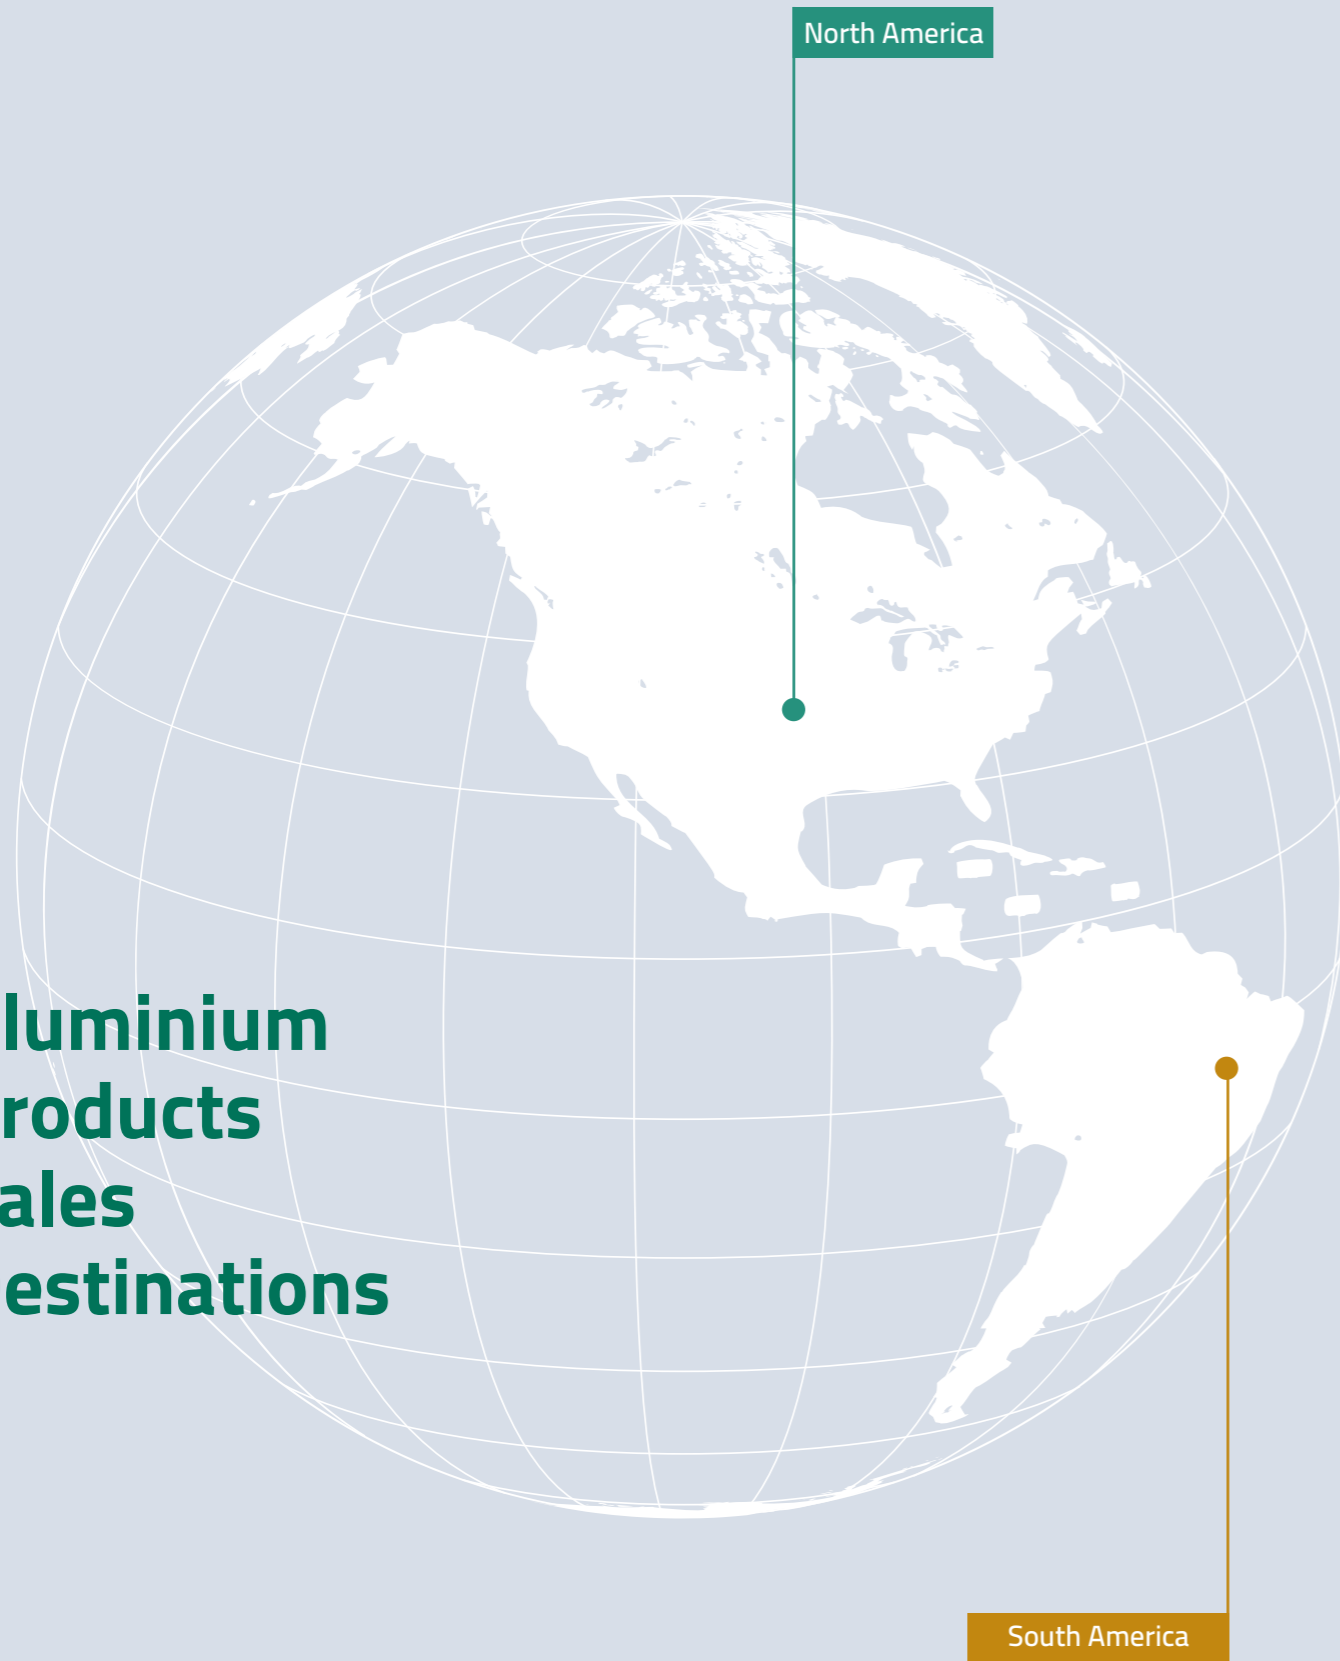 North America
luminium
roducts
ales
estinations
South America